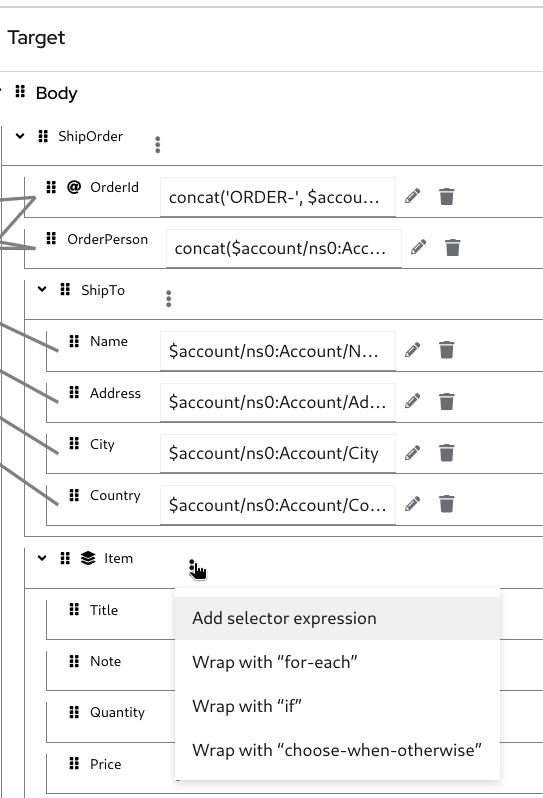 Target
Body
ShipOrder
@ OrderId concat('ORDER-', $accou...
OrderPerson concat($account/ns0:Acc...
ShipTo
Name $account/ns0:Account/N...
Address $account/ns0:Account/Ad...
City $account/ns0:Account/City
Country $account/ns0:Account/Co...
Item
Title
Add selector expression
Note
Wrap with “for-each”
Quantity
Wrap with “if”
Price
Wrap with “choose-when-otherwise”